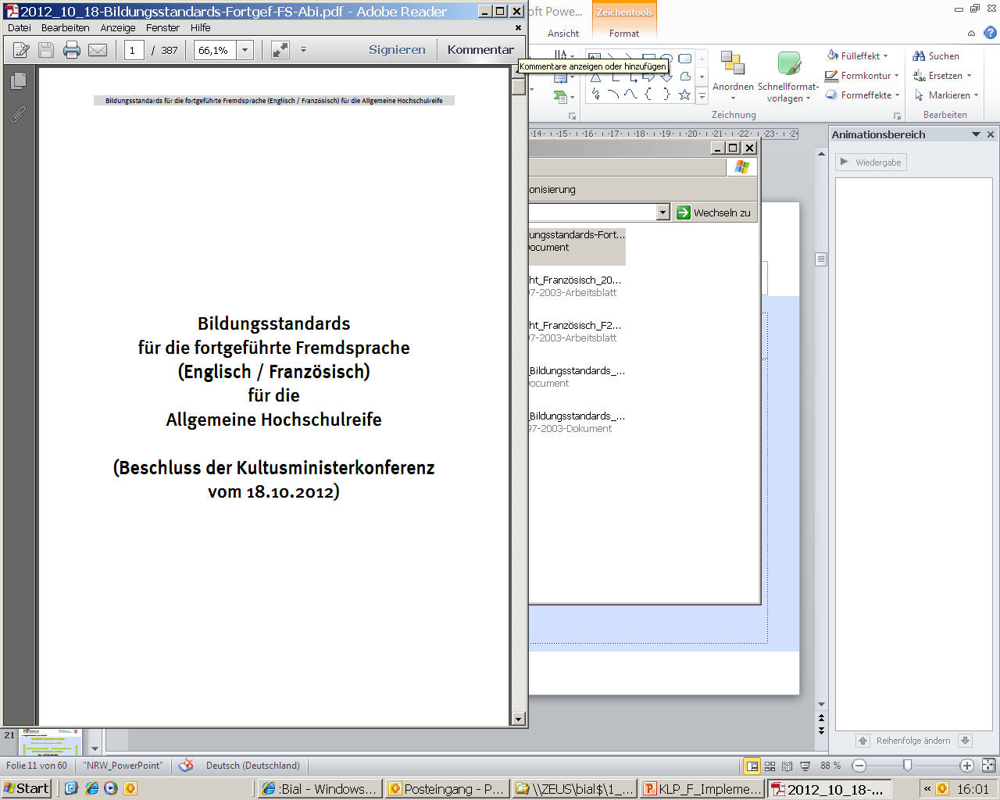 2012_10_18-Bildungsstandards-Fortgef-FS-Abi.pdf - Adobe Reader
Datei Bearbeiten Anzeige Fenster Hilfe
1 / 387 66,1% Signieren Kommentar
Kommentare anzeigen oder hinzufügen
Bildungsstandards für die fortgeführte Fremdsprache (Englisch / Französisch) für die Allgemeine Hochschulreife
Bildungsstandards
für die fortgeführte Fremdsprache
(Englisch / Französisch)
für die
Allgemeine Hochschulreife
(Beschluss der Kultusministerkonferenz
vom 18.10.2012)
oft Powe... Zeichentools
Ansicht Format
Anordnen
Schnellformat-
vorlagen
Fülleffekt
Formkontur
Formeffekte
Zeichnung
Suchen
Ersetzen
Markieren
Bearbeiten
14 15 16 17 18 19 20 21 22 23 24
onisierung
Wechseln zu
ungsstandards-Fort...
ocument
ht_Französisch_20...
97-2003-Arbeitsblatt
ht_Französisch_F2...
97-2003-Arbeitsblatt
_Bildungsstandards_...
ocument
_Bildungsstandards_...
97-2003-Dokument
Animationsbereich
Wiedergabe
Reihenfolge ändern
21
Folie 11 von 60 "NRW_PowerPoint" Deutsch (Deutschland) 88 %
Start :Bial - Windows... Posteingang - P... \\ZEUS\bial$\1_... KLP_F_Impleme... 2012_10_18-... « 16:01